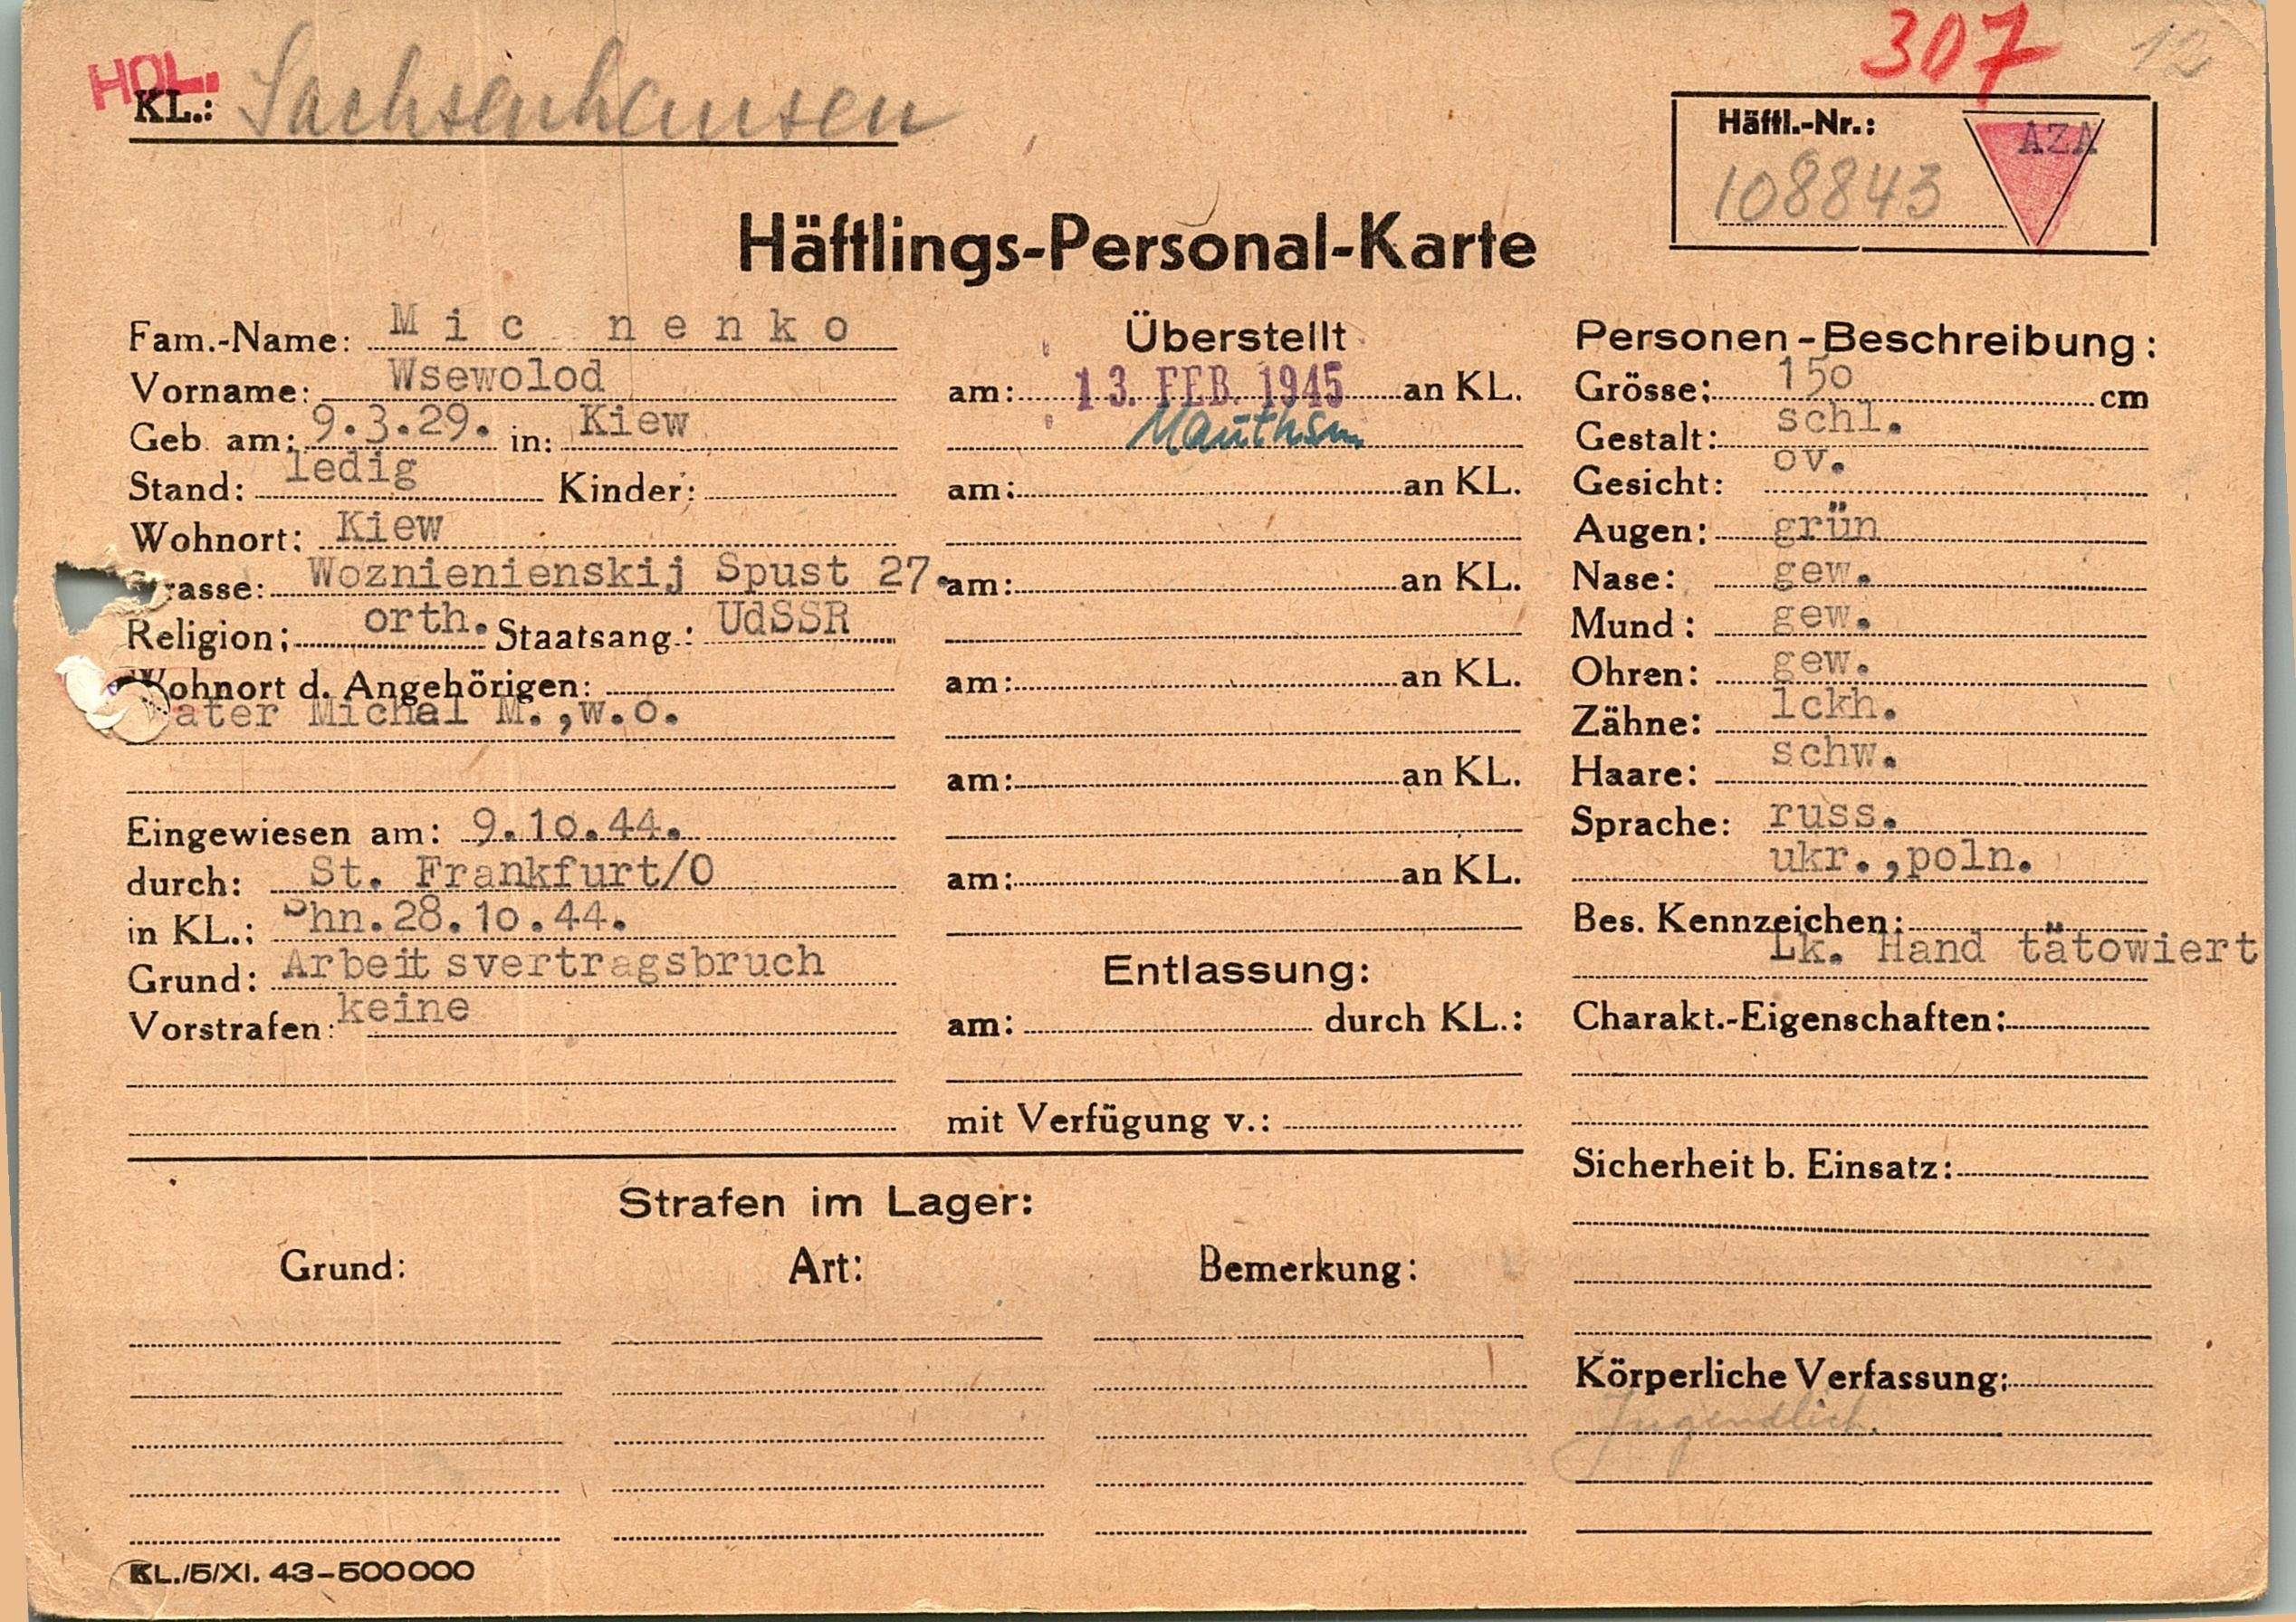 307 12
HOL.
KL.: Sachsenhausen
Häftl.-Nr.: AZA
108843
Häftlings-Personal-Karte
Fam.-Name: Mic nenko
Vorname: Wsewolod
Geb. am: 9.3.29. in: Kiew
Stand: ledig Kinder:
Wohnort: Kiew
rasse: Woznienienskij Spust 27.
Religion: orth. Staatsang.: UdSSR
Wohnort d. Angehörigen:
Vater Michal M.,w.o.
Eingewiesen am: 9.10.44.
durch: St. Frankfurt/O
in KL.: Shn.28.10.44.
Grund: Arbeitsvertragsbruch
Vorstrafen: keine
Überstellt
am: 13. FEB. 1945 an KL.
Mauthsn
am: an KL.
am: an KL.
am: an KL.
am: an KL.
am: an KL.
Entlassung:
am: durch KL.:
mit Verfügung v.:
Personen-Beschreibung:
Grösse: 150 cm
Gestalt: schl.
Gesicht: ov.
Augen: grün
Nase: gew.
Mund: gew.
Ohren: gew.
Zähne: lckh.
Haare: schw.
Sprache: russ.
ukr.,poln.
Bes. Kennzeichen:
Lk. Hand tätowiert
Charakt.-Eigenschaften:
Sicherheit b. Einsatz:
Körperliche Verfassung:
Jugendlich.
Strafen im Lager:
Grund: Art: Bemerkung:
KL./5/XI. 43-500000